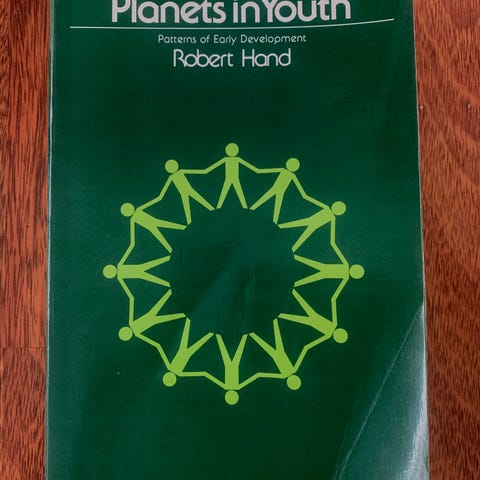 Planets in Youth
Patterns of Early Development
Robert Hand